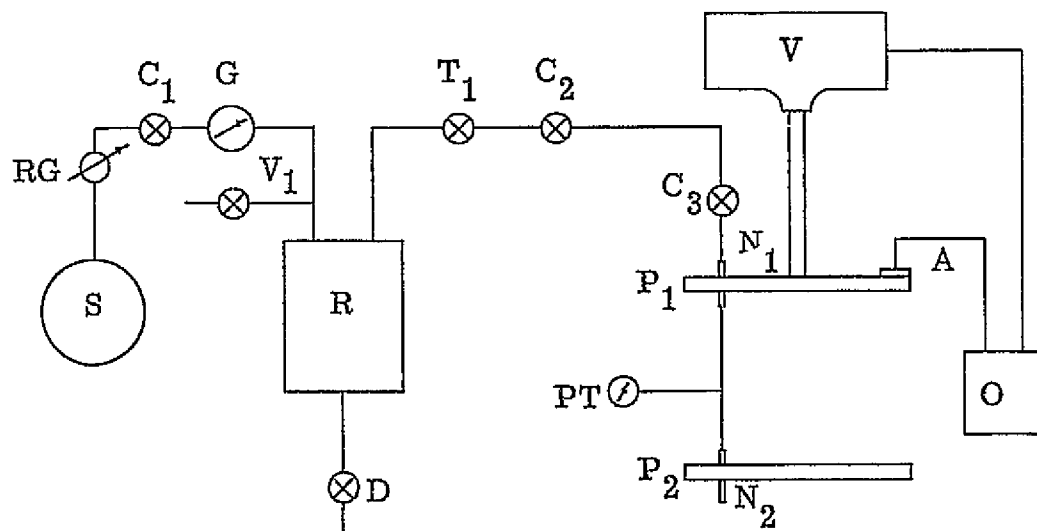 V
C₁
G
T₁
C₂
RG
V₁
C₃
N₁
A
P₁
S
R
PT
O
P₂
N₂
D